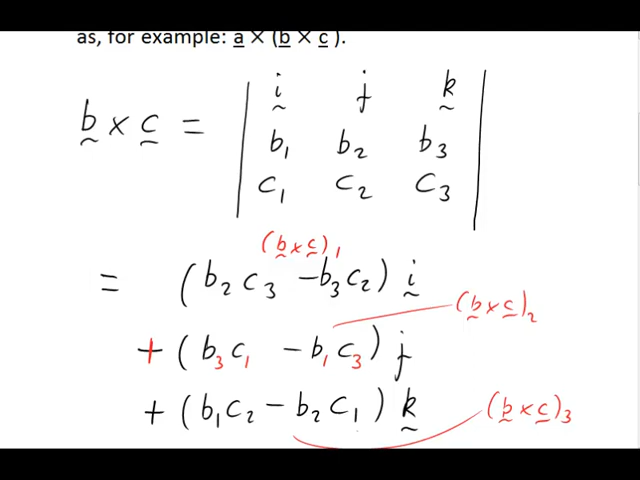 as, for example: a × (b × c ).
b × c = | i j k |
| b₁ b₂ b₃ |
| c₁ c₂ c₃ |
(b × c)₁
= (b₂c₃ − b₃c₂) i
(b × c)₂
+ (b₃c₁ − b₁c₃) j
+ (b₁c₂ − b₂c₁) k (b × c)₃